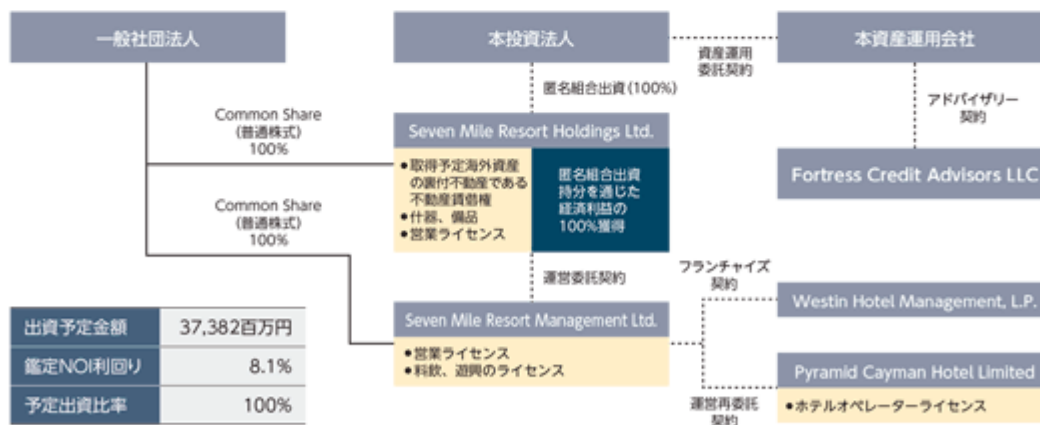 一般社団法人
本投資法人
本資産運用会社
資産運用
委託契約
匿名組合出資(100%)
アドバイザリー
契約
Common Share
(普通株式)
100%
Seven Mile Resort Holdings Ltd.
●取得予定海外資産
の裏付不動産である
不動産賃借権
●什器、備品
●営業ライセンス
匿名組合出資
持分を通じた
経済利益の
100%獲得
Fortress Credit Advisors LLC
Common Share
(普通株式)
100%
運営委託契約
フランチャイズ
契約
Seven Mile Resort Management Ltd.
●営業ライセンス
●料飲、遊興のライセンス
Westin Hotel Management, L.P.
Pyramid Cayman Hotel Limited
●ホテルオペレーターライセンス
運営再委託
契約
出資予定金額 37,382百万円
鑑定NOI利回り 8.1%
予定出資比率 100%